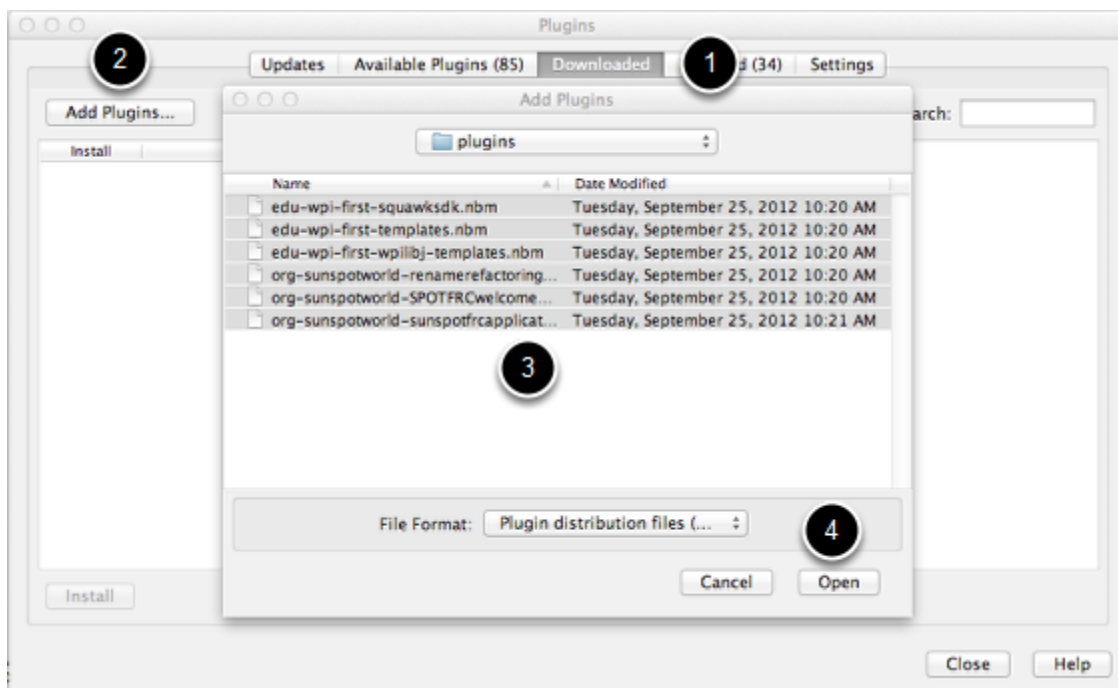 Plugins
2
1
Updates Available Plugins (85) Downloaded d (34) Settings
Add Plugins...
Add Plugins
arch:
plugins
Install
Name Date Modified
edu-wpi-first-squawksdk.nbm Tuesday, September 25, 2012 10:20 AM
edu-wpi-first-templates.nbm Tuesday, September 25, 2012 10:20 AM
edu-wpi-first-wpilibj-templates.nbm Tuesday, September 25, 2012 10:20 AM
org-sunspotworld-renamerefactoring... Tuesday, September 25, 2012 10:20 AM
org-sunspotworld-SPOTFRCwelcome... Tuesday, September 25, 2012 10:20 AM
org-sunspotworld-sunspotfrcapplicat... Tuesday, September 25, 2012 10:21 AM
3
File Format: Plugin distribution files (...
4
Cancel Open
Install
Close Help